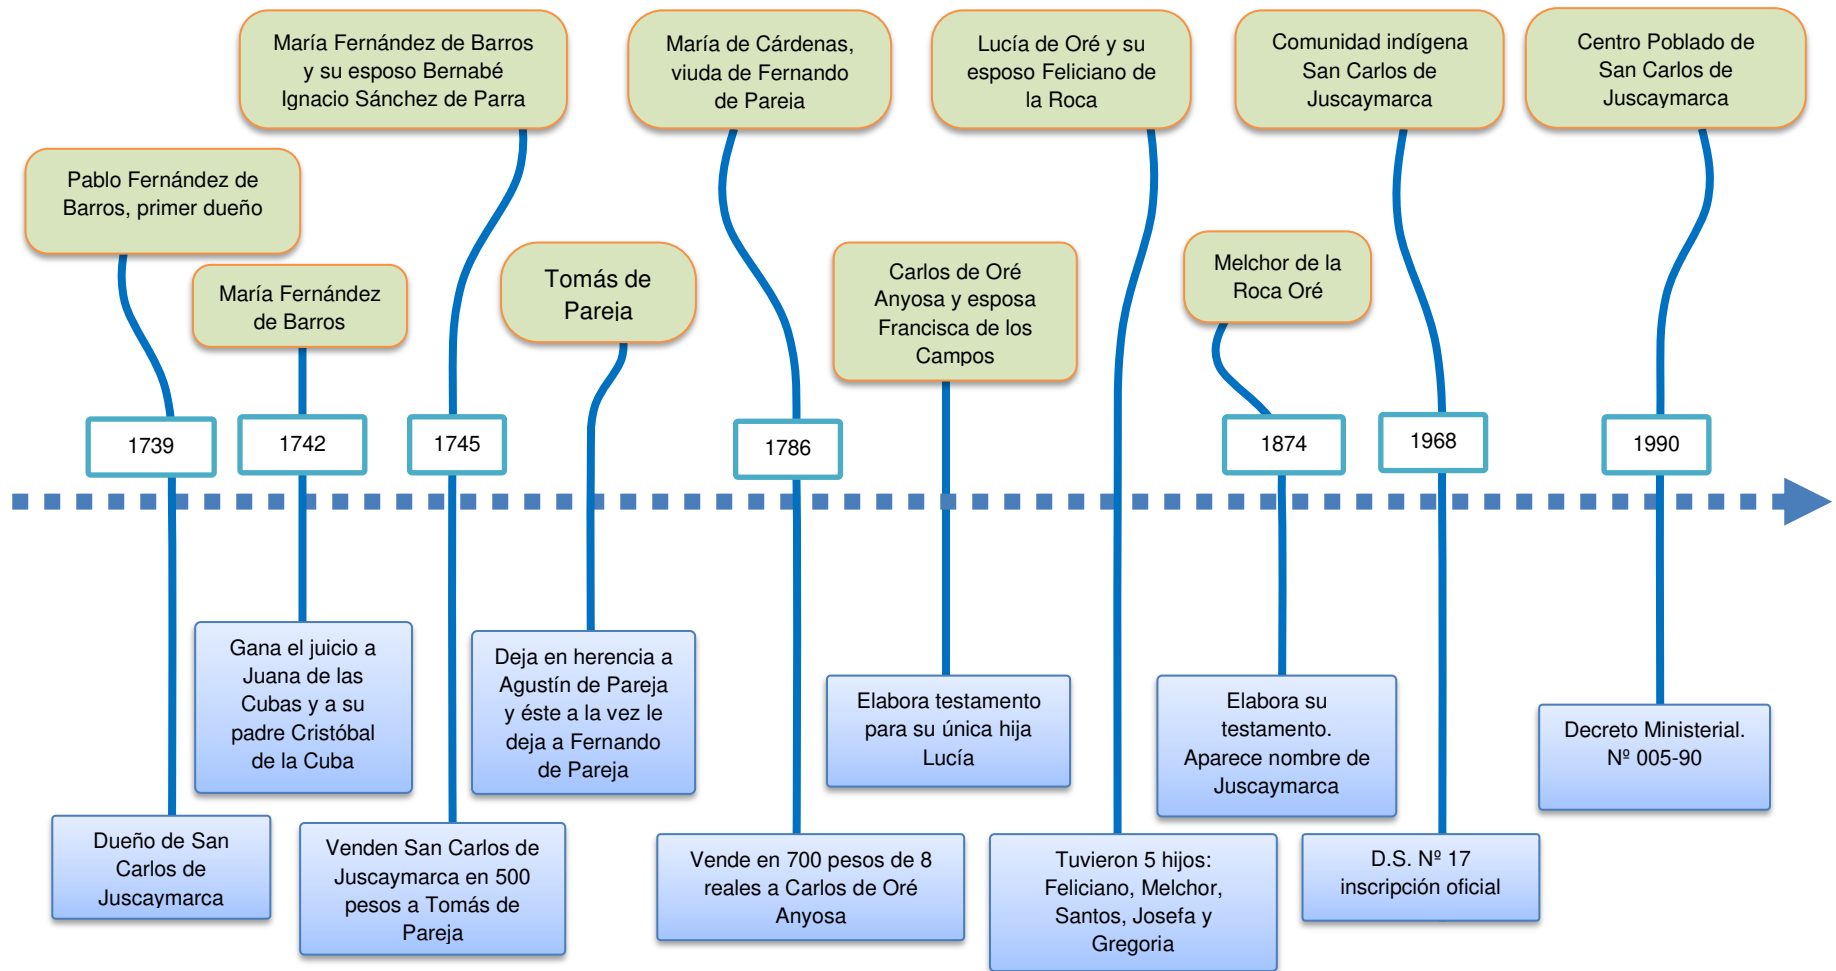 María Fernández de Barros
y su esposo Bernabé
Ignacio Sánchez de Parra
María de Cárdenas,
viuda de Fernando
de Pareja
Lucía de Oré y su
esposo Feliciano de
la Roca
Comunidad indígena
San Carlos de
Juscaymarca
Centro Poblado de
San Carlos de
Juscaymarca
Pablo Fernández de
Barros, primer dueño
María Fernández
de Barros
Tomás de
Pareja
Carlos de Oré
Anyosa y esposa
Francisca de los
Campos
Melchor de la
Roca Oré
1739
1742
1745
1786
1874
1968
1990
Gana el juicio a
Juana de las
Cubas y a su
padre Cristóbal
de la Cuba
Deja en herencia a
Agustín de Pareja
y éste a la vez le
deja a Fernando
de Pareja
Elabora testamento
para su única hija
Lucía
Elabora su
testamento.
Aparece nombre de
Juscaymarca
Decreto Ministerial.
Nº 005-90
Dueño de San
Carlos de
Juscaymarca
Venden San Carlos de
Juscaymarca en 500
pesos a Tomás de
Pareja
Vende en 700 pesos de 8
reales a Carlos de Oré
Anyosa
Tuvieron 5 hijos:
Feliciano, Melchor,
Santos, Josefa y
Gregoria
D.S. Nº 17
inscripción oficial